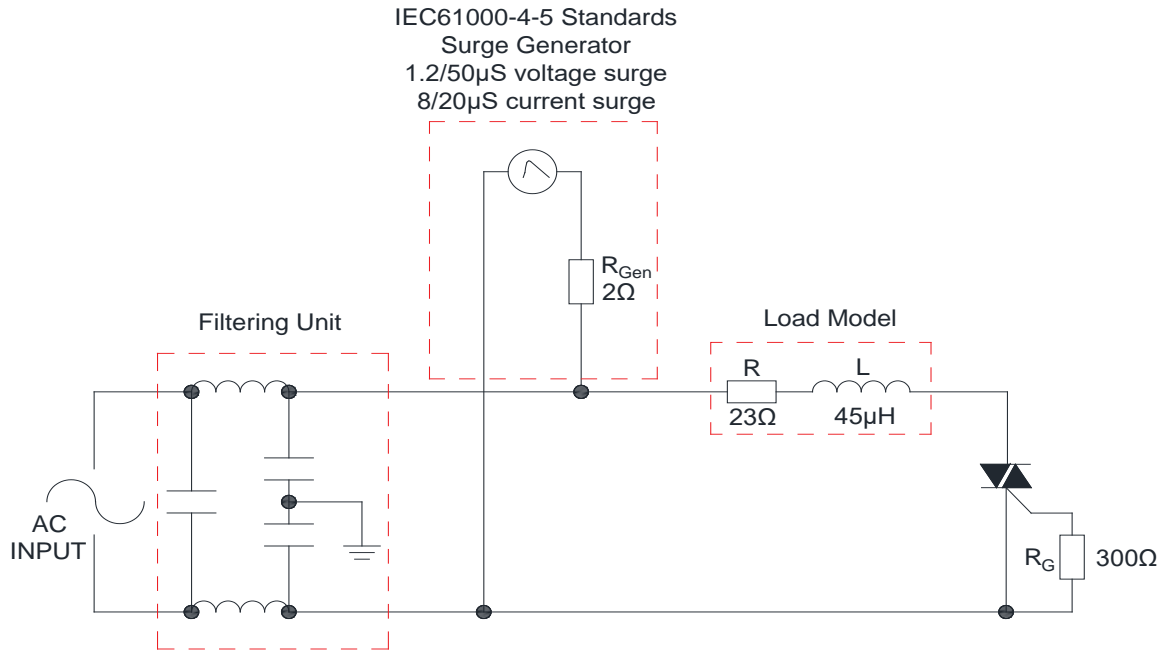 IEC61000-4-5 Standards
Surge Generator
1.2/50μS voltage surge
8/20μS current surge
RGen
2Ω
Filtering Unit
Load Model
R
L
23Ω
45μH
AC
INPUT
RG
300Ω